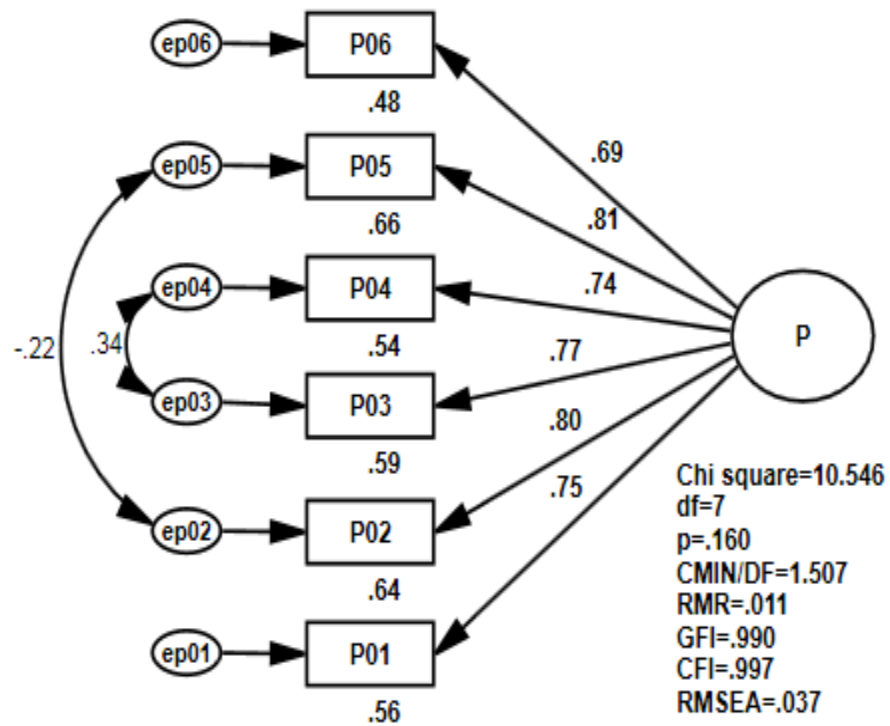 ep06
P06
.48
.69
ep05
P05
.66
.81
ep04
P04
.54
.74
-.22
.34
P
ep03
P03
.59
.77
ep02
P02
.64
.80
ep01
P01
.56
.75
Chi square=10.546
df=7
p=.160
CMIN/DF=1.507
RMR=.011
GFI=.990
CFI=.997
RMSEA=.037